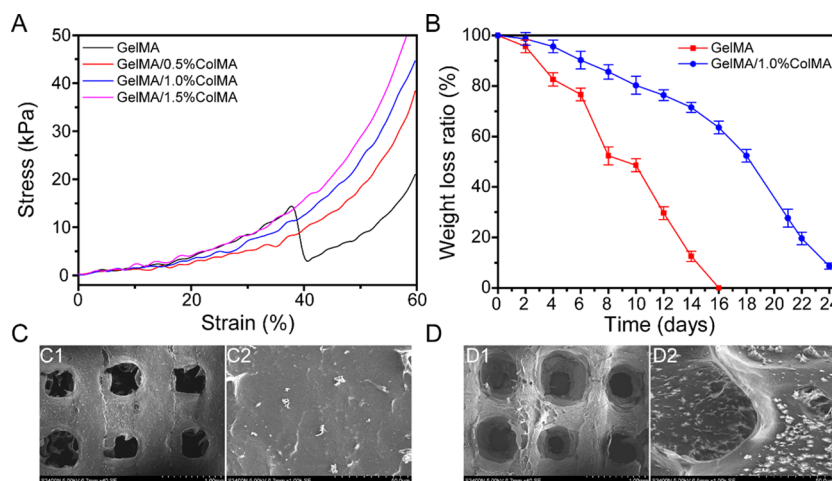 A
GelMA
GelMA/0.5%ColMA
GelMA/1.0%ColMA
GelMA/1.5%ColMA
Stress (kPa)
50
40
30
20
10
0
0 20 40 60
Strain (%)
B
GelMA
GelMA/1.0%ColMA
Weight loss ratio (%)
100
80
60
40
20
0
0 2 4 6 8 10 12 14 16 18 20 22 24
Time (days)
C
C1
C2
D
D1
D2